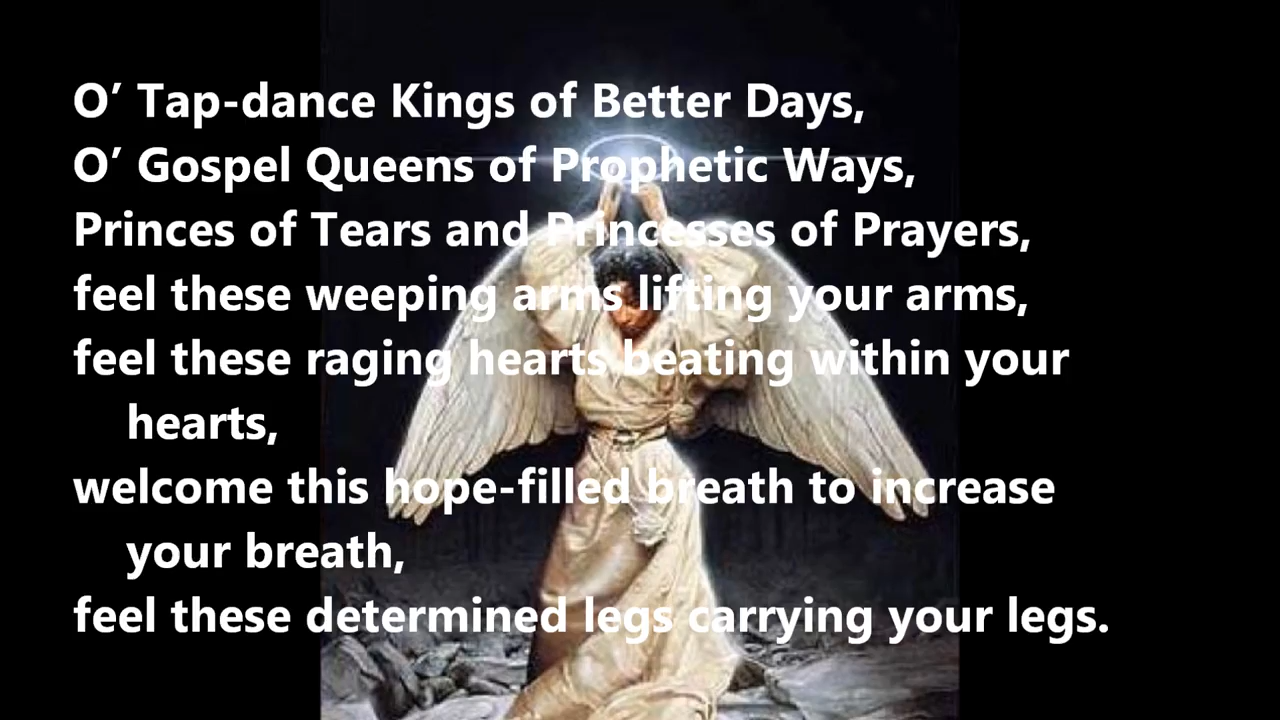 O’ Tap-dance Kings of Better Days,
O’ Gospel Queens of Prophetic Ways,
Princes of Tears and Princesses of Prayers,
feel these weeping arms lifting your arms,
feel these raging hearts beating within your
hearts,
welcome this hope-filled breath to increase
your breath,
feel these determined legs carrying your legs.